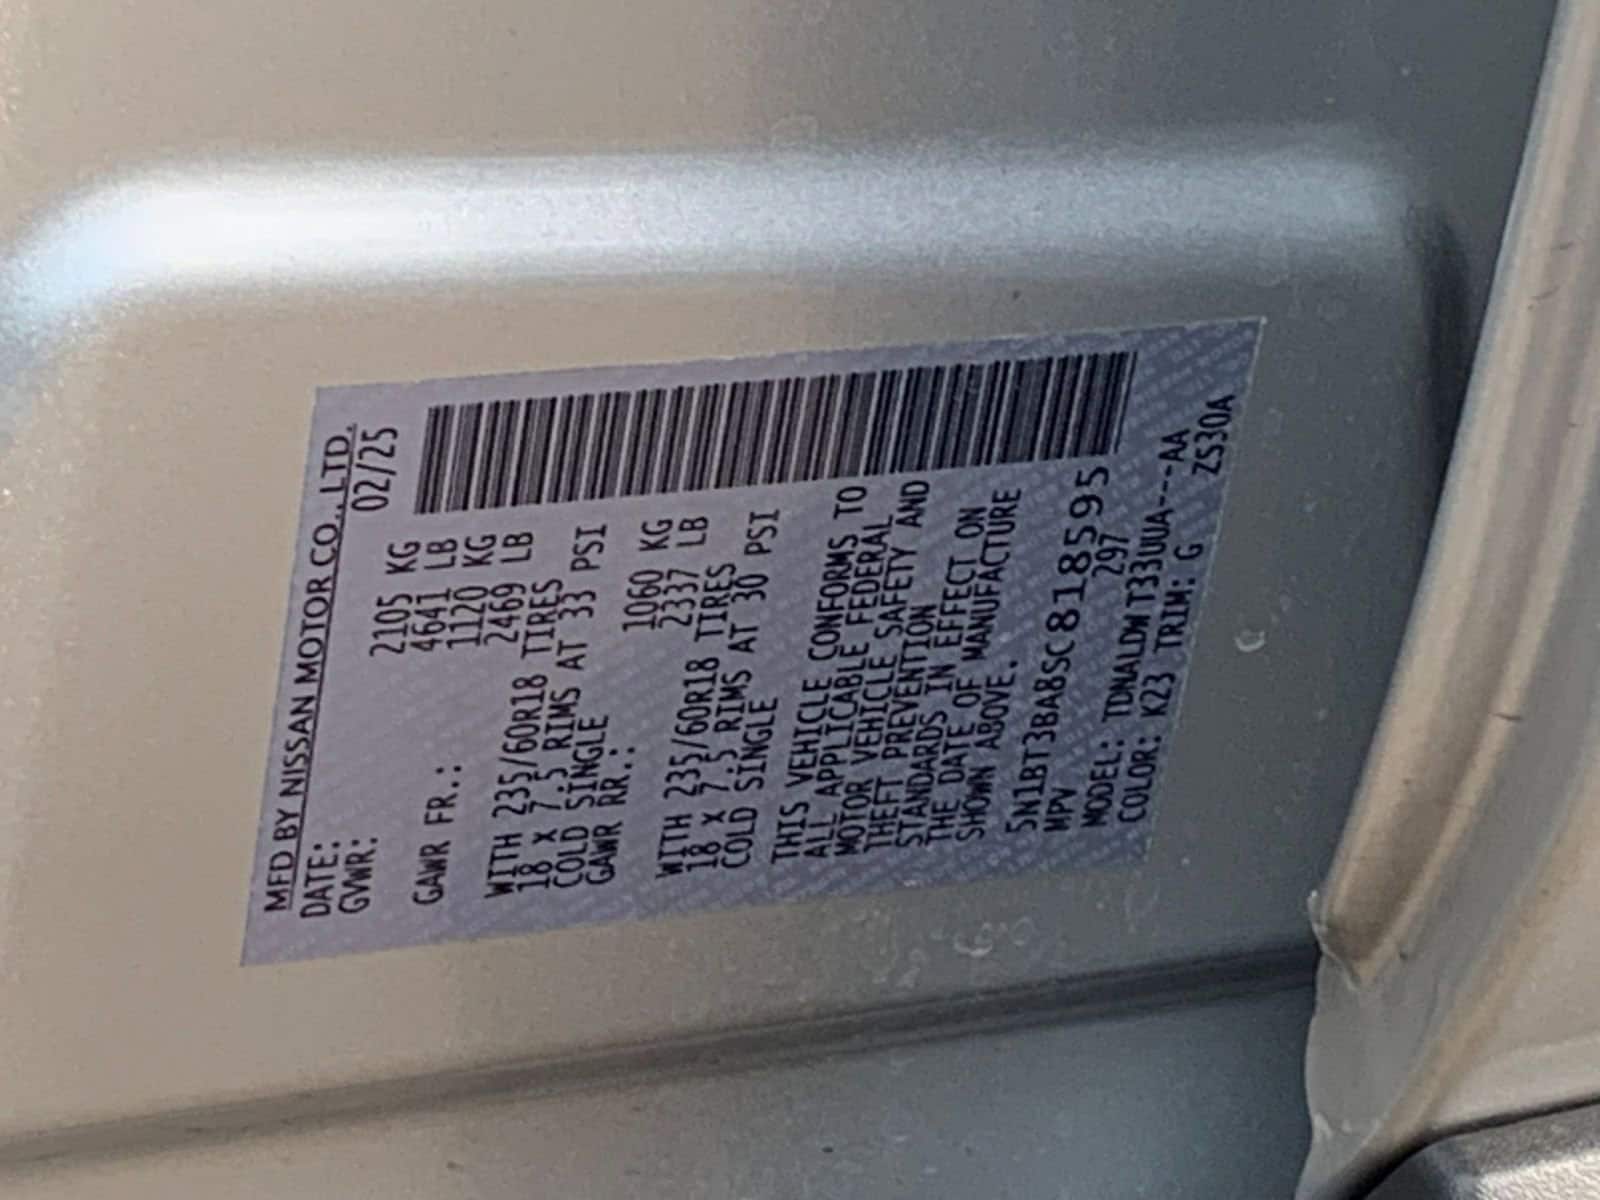 MFD BY NISSAN MOTOR CO.,LTD.
DATE: 02/25
GVWR: 2105 KG
4641 LB
GAWR FR.: 1120 KG
2469 LB
WITH 235/60R18 TIRES
18 x 7.5 RIMS AT 33 PSI
COLD SINGLE
GAWR RR.: 1060 KG
2337 LB
WITH 235/60R18 TIRES
18 x 7.5 RIMS AT 30 PSI
COLD SINGLE
THIS VEHICLE CONFORMS TO
ALL APPLICABLE FEDERAL
MOTOR VEHICLE SAFETY AND
THEFT PREVENTION
STANDARDS IN EFFECT ON
THE DATE OF MANUFACTURE
SHOWN ABOVE.
5N1BT3BA8SC818595
MPV 297
MODEL: TDNALDWT33UUA---AA
COLOR: K23 TRIM: G ZS30A